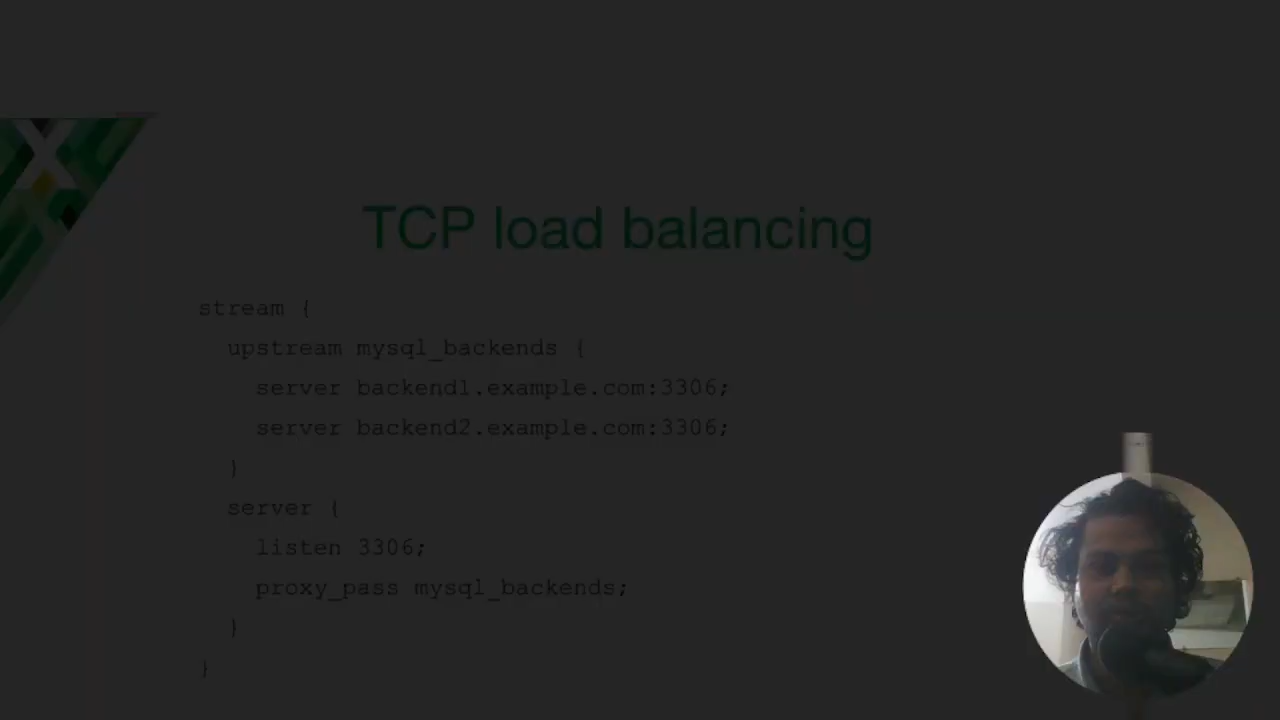 TCP load balancing
stream {
upstream mysql_backends {
server backend1.example.com:3306;
server backend2.example.com:3306;
}
server {
listen 3306;
proxy_pass mysql_backends;
}
}